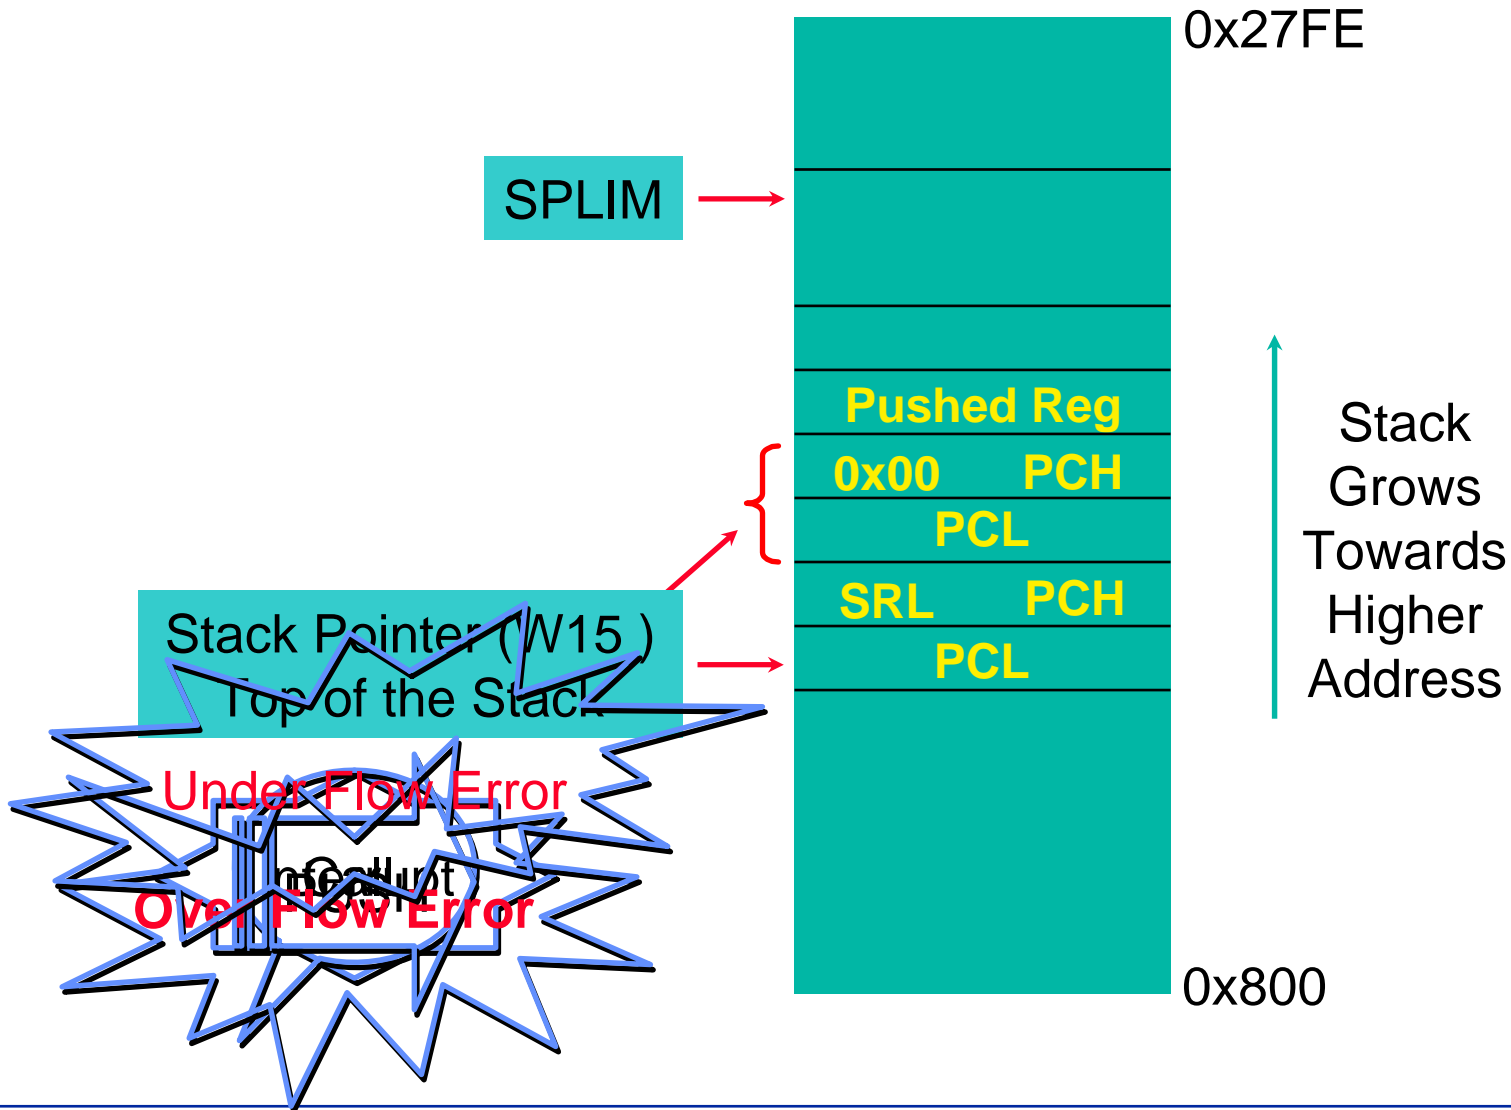 0x27FE
SPLIM
Pushed Reg
0x00 PCH
PCL
SRL PCH
PCL
Stack
Grows
Towards
Higher
Address
Stack Pointer (W15 )
Top of the Stack
Under Flow Error
Call
Over Flow Error
0x800